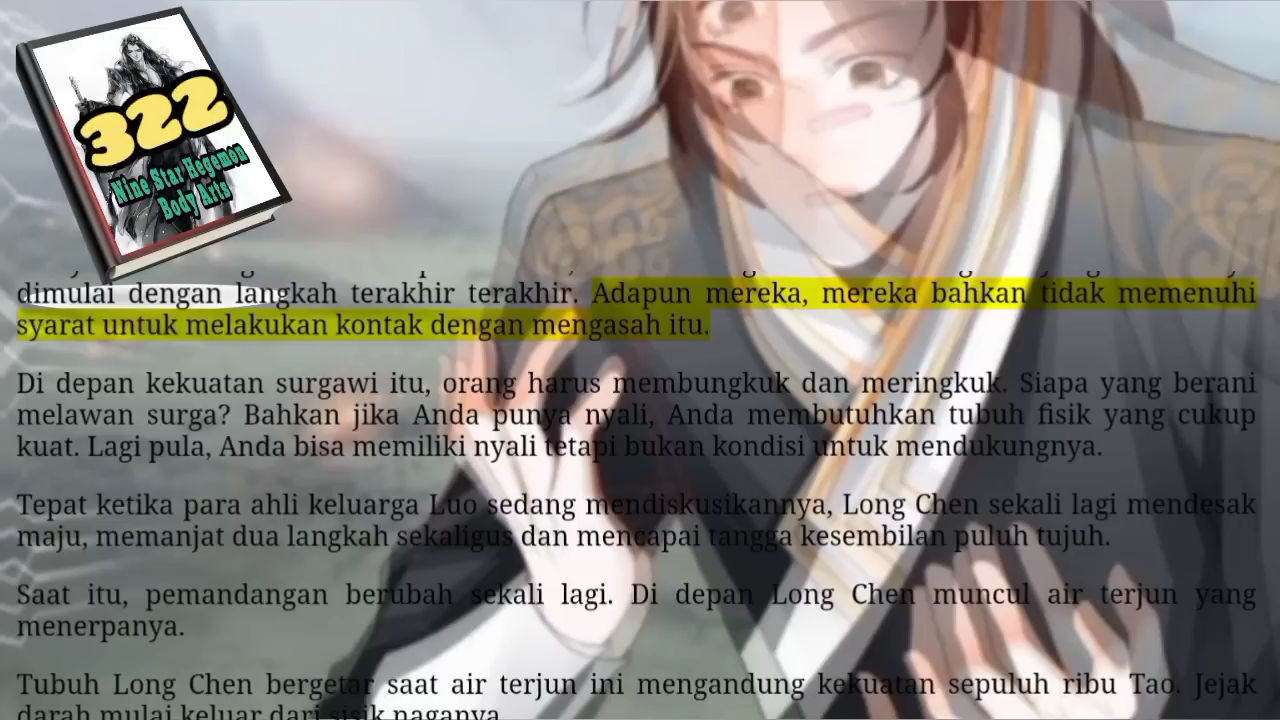 322
Nine Star Hegemon
Body Arts
dimulai dengan langkah terakhir terakhir. Adapun mereka, mereka bahkan tidak memenuhi
syarat untuk melakukan kontak dengan mengasah itu.
Di depan kekuatan surgawi itu, orang harus membungkuk dan meringkuk. Siapa yang berani
melawan surga? Bahkan jika Anda punya nyali, Anda membutuhkan tubuh fisik yang cukup
kuat. Lagi pula, Anda bisa memiliki nyali tetapi bukan kondisi untuk mendukungnya.
Tepat ketika para ahli keluarga Luo sedang mendiskusikannya, Long Chen sekali lagi mendesak
maju, memanjat dua langkah sekaligus dan mencapai tangga kesembilan puluh tujuh.
Saat itu, pemandangan berubah sekali lagi. Di depan Long Chen muncul air terjun yang
menerpanya.
Tubuh Long Chen bergetar saat air terjun ini mengandung kekuatan sepuluh ribu Tao. Jejak
darah mulai keluar dari sisik naganya.